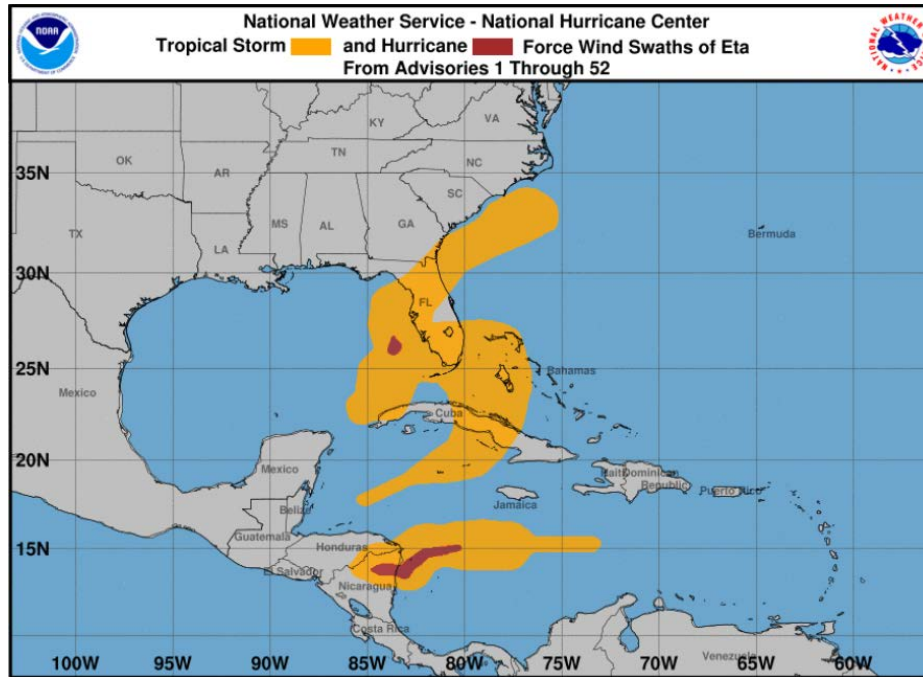 National Weather Service - National Hurricane Center
Tropical Storm and Hurricane Force Wind Swaths of Eta
From Advisories 1 Through 52
NOAA
KY
VA
OK
TN
NC
AR
SC
35N
MS
AL
GA
TX
LA
Bermuda
30N
FL
25N
Bahamas
Mexico
Cuba
20N
Mexico
Haiti
Dominican
Republic
Puerto Rico
Belize
Jamaica
Guatemala
Honduras
15N
El Salvador
Nicaragua
Costa Rica
Venezuela
100W 95W 90W 85W 80W 75W 70W 65W 60W